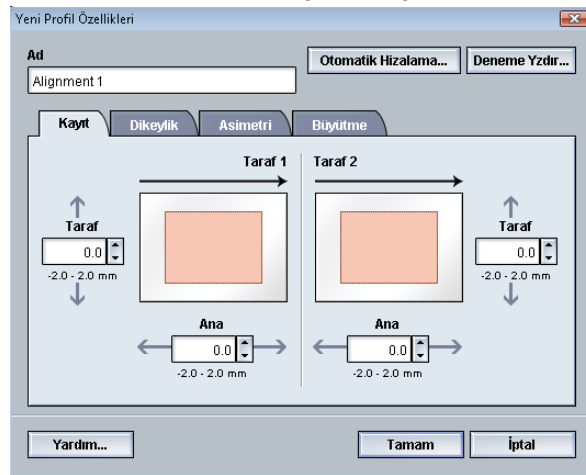 Yeni Profil Özellikleri
Ad
Otomatik Hizalama...
Deneme Yzdır...
Alignment 1
Kayıt
Dikeylik
Asimetri
Büyütme
Taraf 1
Taraf 2
Taraf
0.0
-2.0 - 2.0 mm
Taraf
0.0
-2.0 - 2.0 mm
Ana
0.0
-2.0 - 2.0 mm
Ana
0.0
-2.0 - 2.0 mm
Yardım...
Tamam
İptal